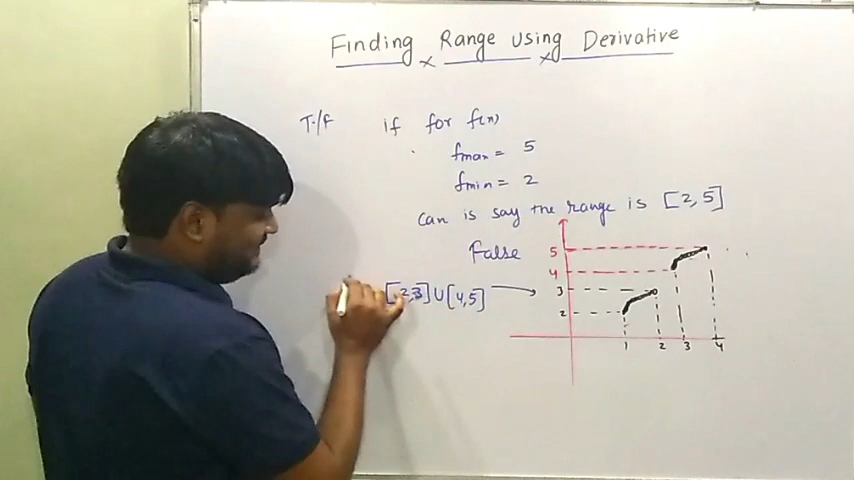 Finding Range using Derivative
T/F if for f(x)
fmax = 5
fmin = 2
can is say the range is [2,5]
False
[2,3] U [4,5]
5
4
3
2
1 2 3 4